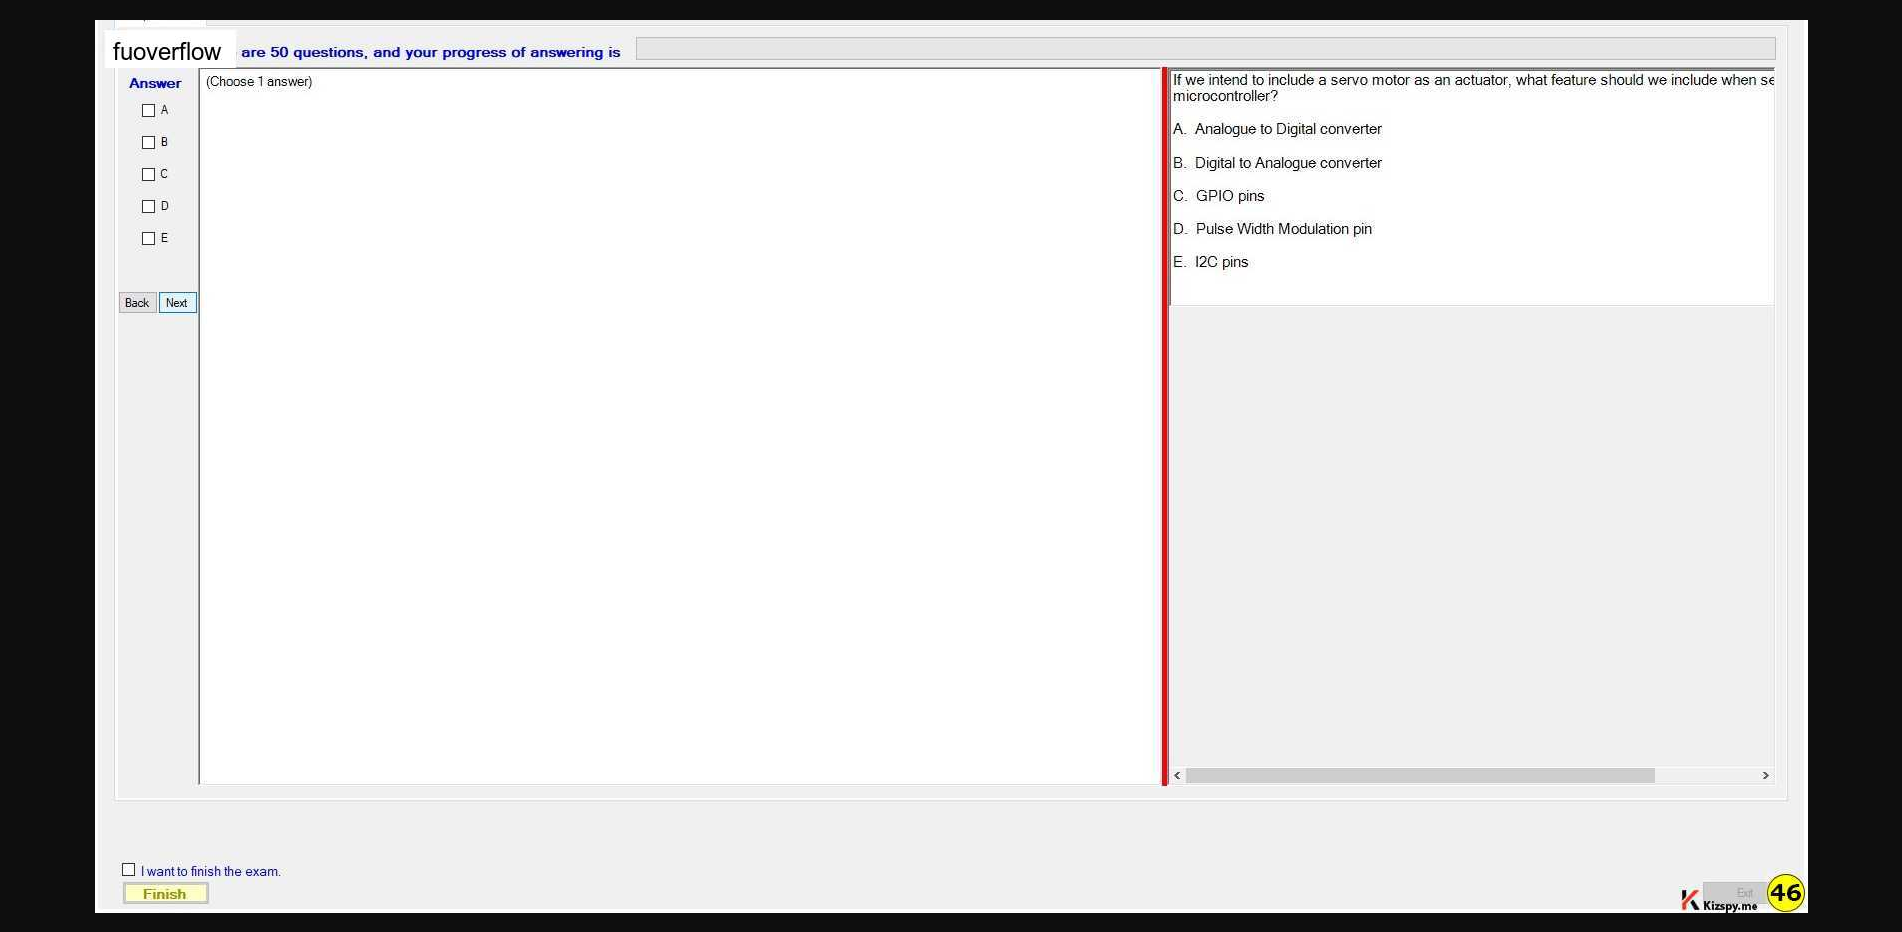 fuoverflow are 50 questions, and your progress of answering is
Answer
(Choose 1 answer)
A
B
C
D
E
Back Next
If we intend to include a servo motor as an actuator, what feature should we include when se
microcontroller?
A. Analogue to Digital converter
B. Digital to Analogue converter
C. GPIO pins
D. Pulse Width Modulation pin
E. I2C pins
I want to finish the exam.
Finish
Exit
Kizspy.me
46